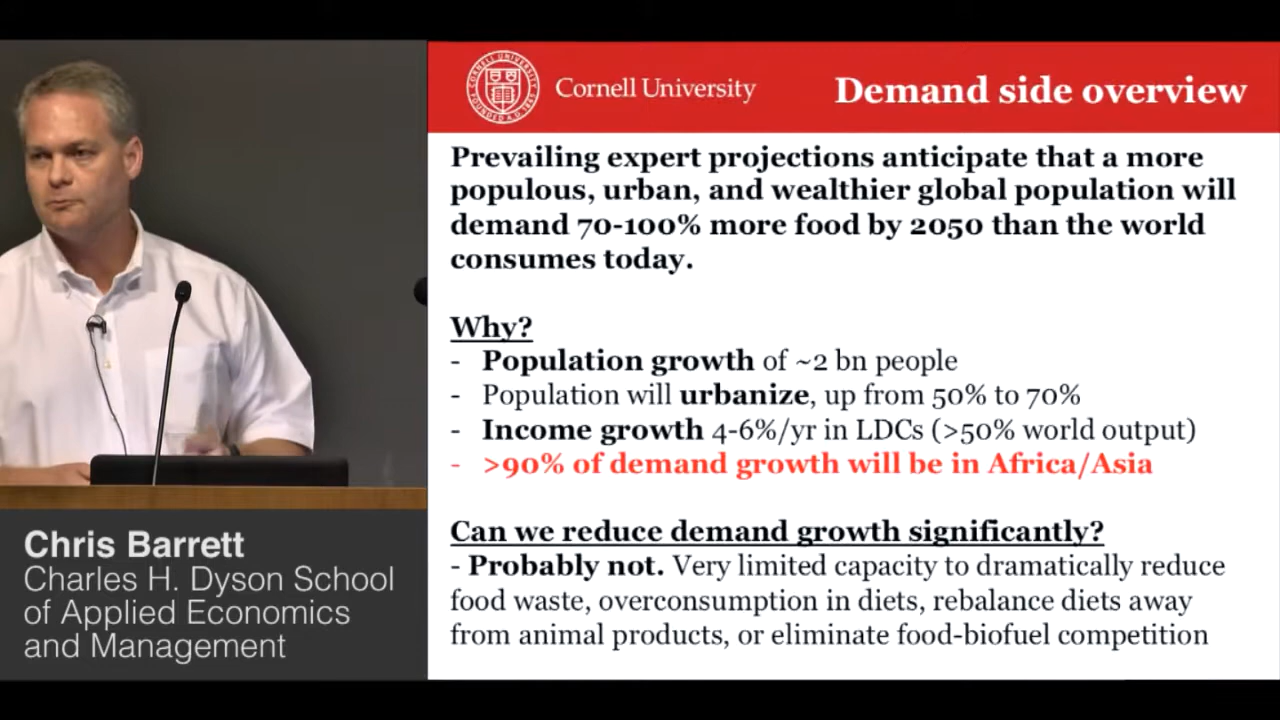 Cornell University
Demand side overview
Prevailing expert projections anticipate that a more
populous, urban, and wealthier global population will
demand 70-100% more food by 2050 than the world
consumes today.
Why?
- Population growth of ~2 bn people
- Population will urbanize, up from 50% to 70%
- Income growth 4-6%/yr in LDCs (>50% world output)
- >90% of demand growth will be in Africa/Asia
Can we reduce demand growth significantly?
- Probably not. Very limited capacity to dramatically reduce
food waste, overconsumption in diets, rebalance diets away
from animal products, or eliminate food-biofuel competition
Chris Barrett
Charles H. Dyson School
of Applied Economics
and Management